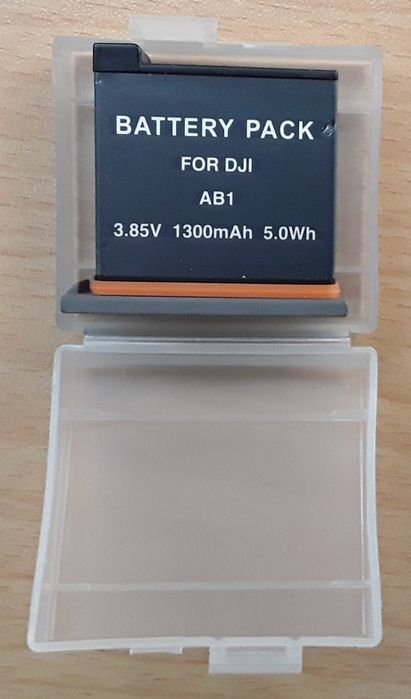 BATTERY PACK
FOR DJI
AB1
3.85V 1300mAh 5.0Wh